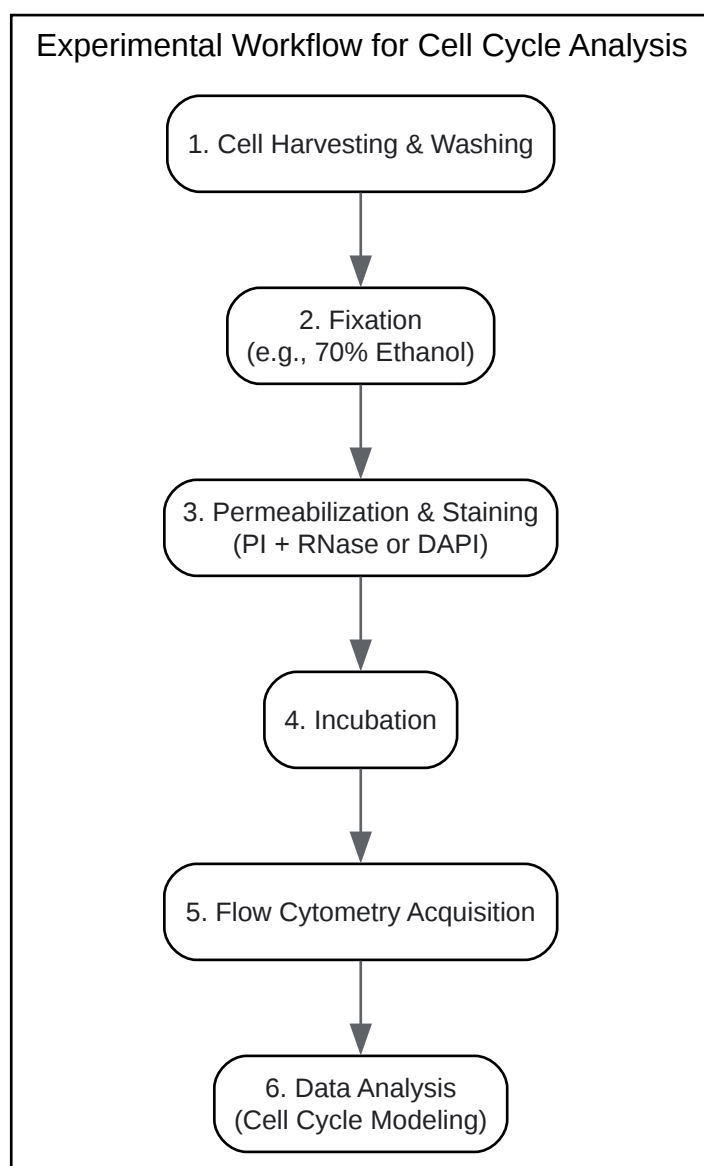 Experimental Workflow for Cell Cycle Analysis
1. Cell Harvesting & Washing
2. Fixation
(e.g., 70% Ethanol)
3. Permeabilization & Staining
(PI + RNase or DAPI)
4. Incubation
5. Flow Cytometry Acquisition
6. Data Analysis
(Cell Cycle Modeling)